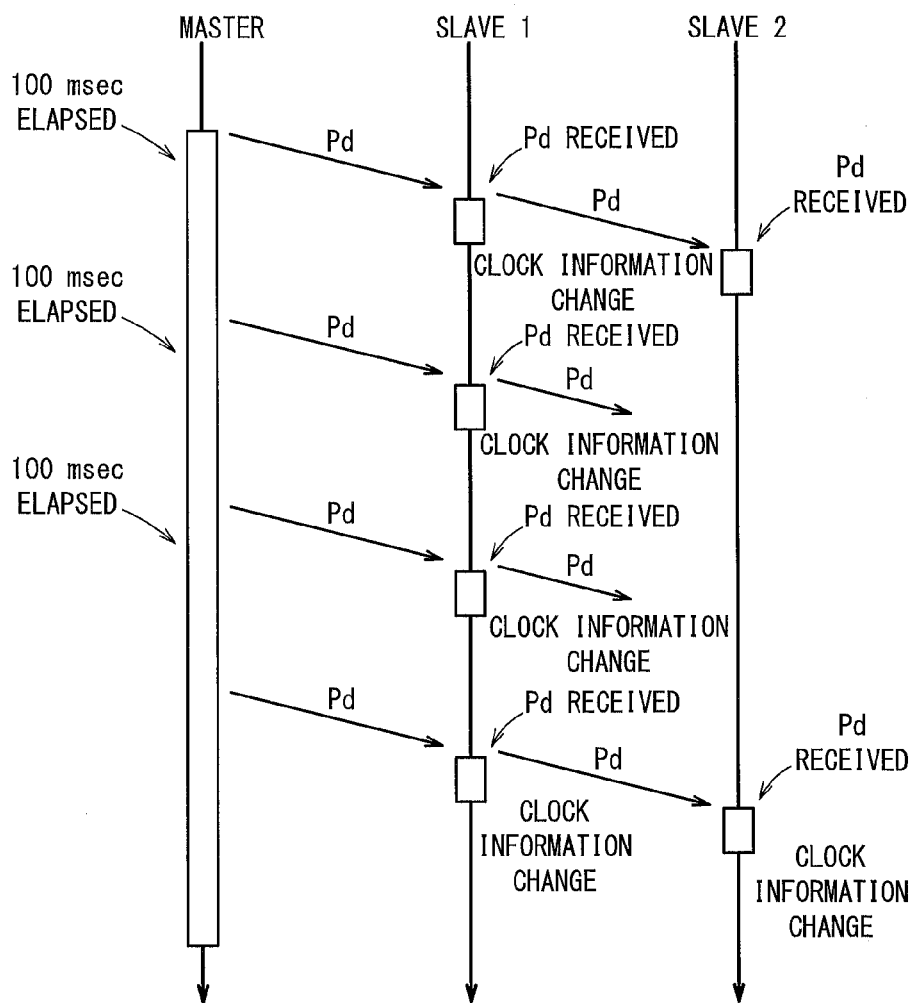 MASTER
SLAVE 1
SLAVE 2
100 msec
ELAPSED
Pd
Pd RECEIVED
Pd
Pd
RECEIVED
CLOCK INFORMATION
CHANGE
100 msec
ELAPSED
Pd
Pd RECEIVED
Pd
CLOCK INFORMATION
CHANGE
100 msec
ELAPSED
Pd
Pd RECEIVED
Pd
CLOCK INFORMATION
CHANGE
Pd
Pd RECEIVED
Pd
Pd
RECEIVED
CLOCK
INFORMATION
CHANGE
CLOCK
INFORMATION
CHANGE